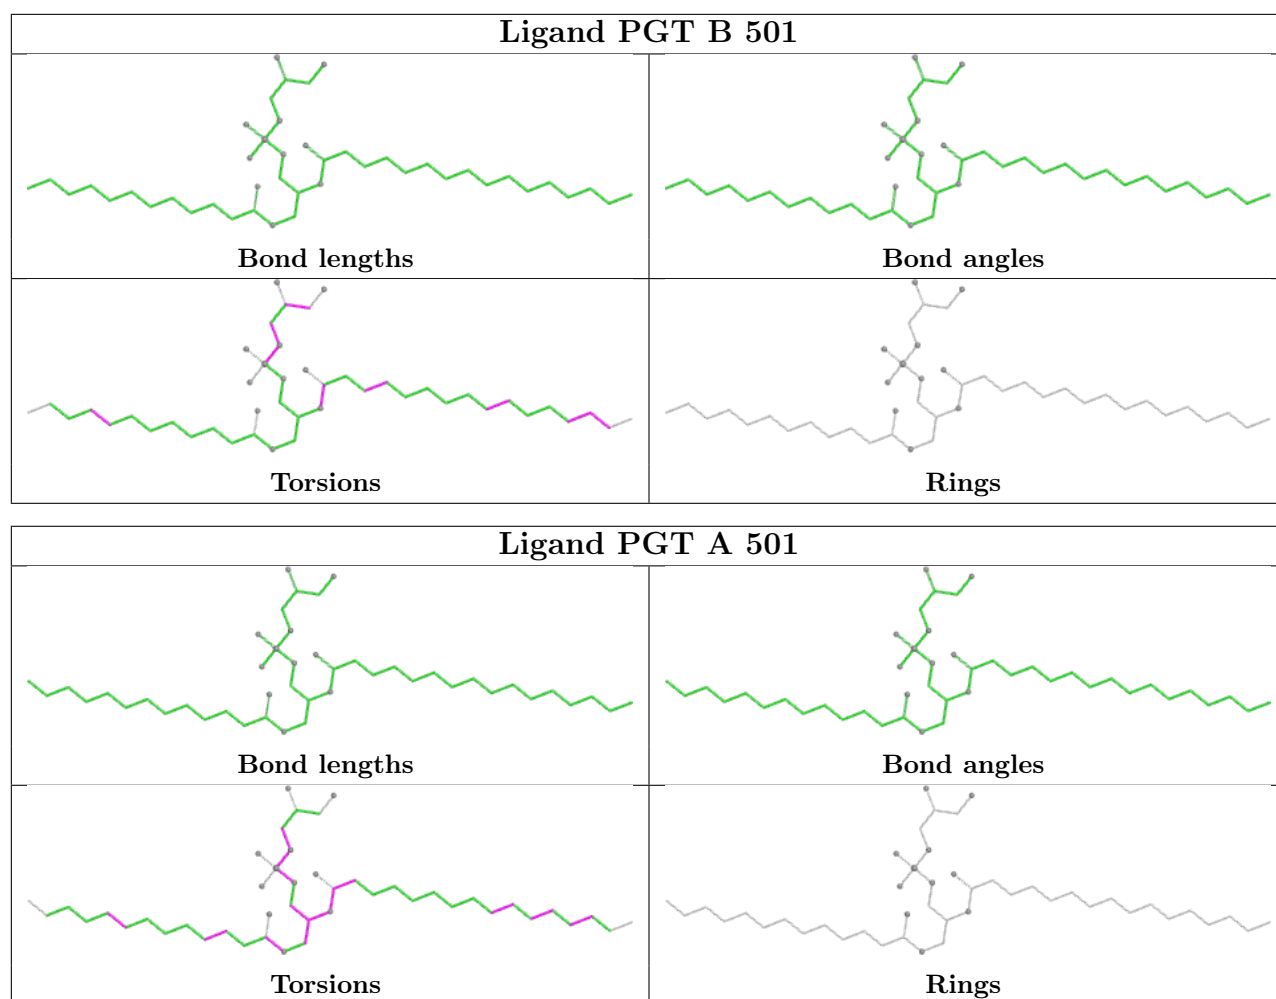 Ligand PGT B 501
Bond lengths
Bond angles
Torsions
Rings
Ligand PGT A 501
Bond lengths
Bond angles
Torsions
Rings